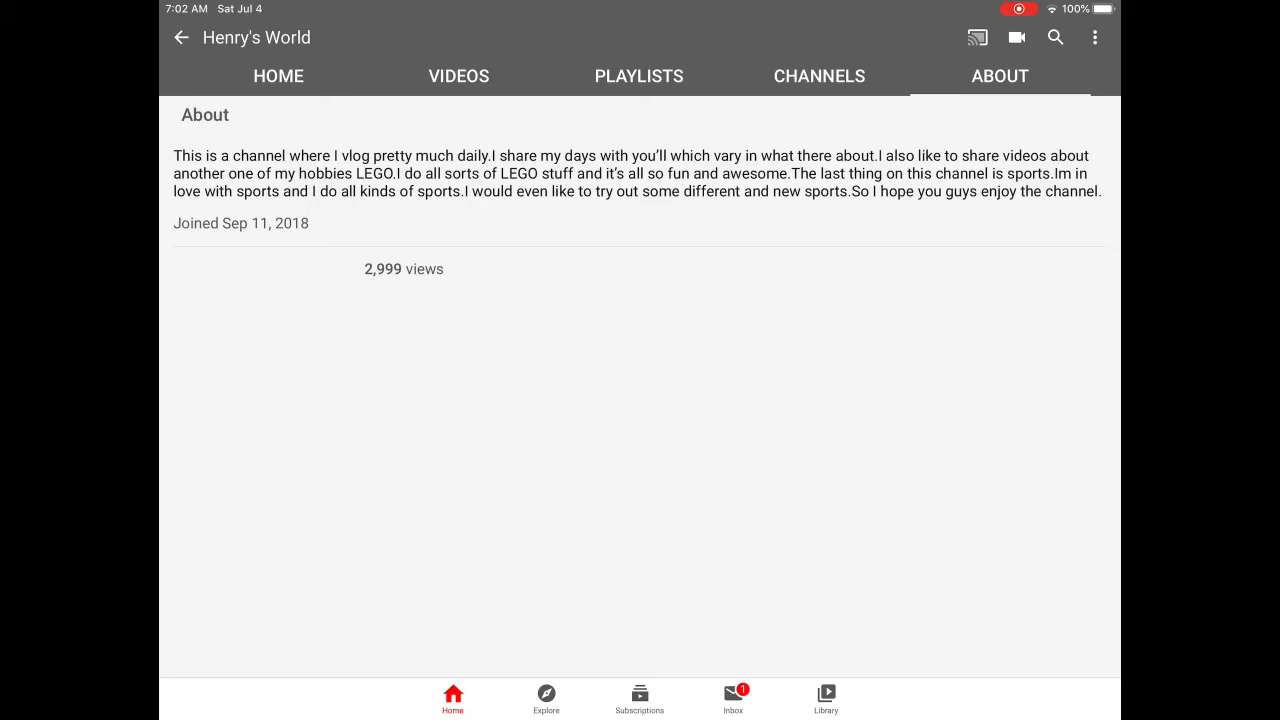 7:02 AM Sat Jul 4
100%
Henry's World
HOME VIDEOS PLAYLISTS CHANNELS ABOUT
About
This is a channel where I vlog pretty much daily.I share my days with you’ll which vary in what there about.I also like to share videos about
another one of my hobbies LEGO.I do all sorts of LEGO stuff and it’s all so fun and awesome.The last thing on this channel is sports.Im in
love with sports and I do all kinds of sports.I would even like to try out some different and new sports.So I hope you guys enjoy the channel.
Joined Sep 11, 2018
2,999 views
1
Home Explore Subscriptions Inbox Library